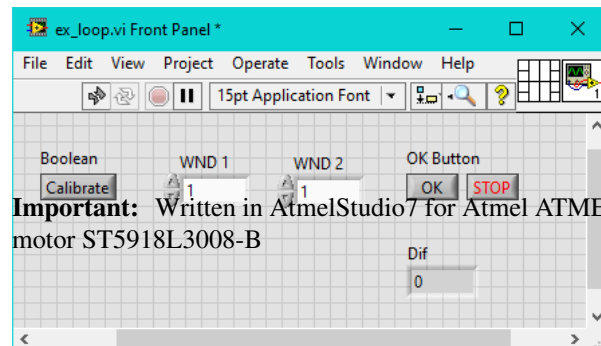 ex_loop.vi Front Panel *
File Edit View Project Operate Tools Window Help
15pt Application Font
1
Boolean WND 1 WND 2 OK Button
Calibrate 1 1 OK STOP
Important: Written in AtmelStudio7 for Atmel ATME
motor ST5918L3008-B
Dif
0